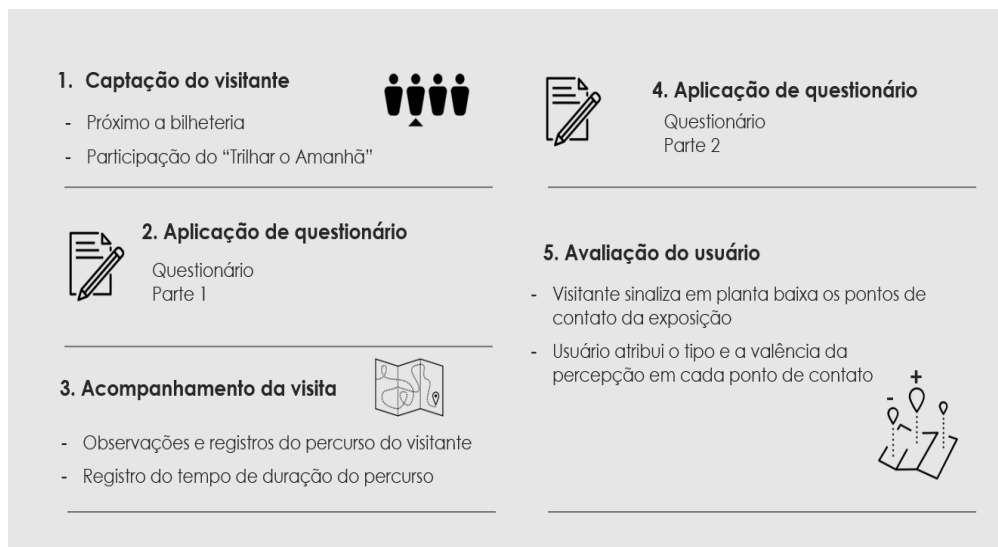 1. Captação do visitante
- Próximo a bilheteria
- Participação do “Trilhar o Amanhã”
2. Aplicação de questionário
Questionário
Parte 1
3. Acompanhamento da visita
- Observações e registros do percurso do visitante
- Registro do tempo de duração do percurso
4. Aplicação de questionário
Questionário
Parte 2
5. Avaliação do usuário
- Visitante sinaliza em planta baixa os pontos de
contato da exposição
- Usuário atribui o tipo e a valência da
percepção em cada ponto de contato
+
-